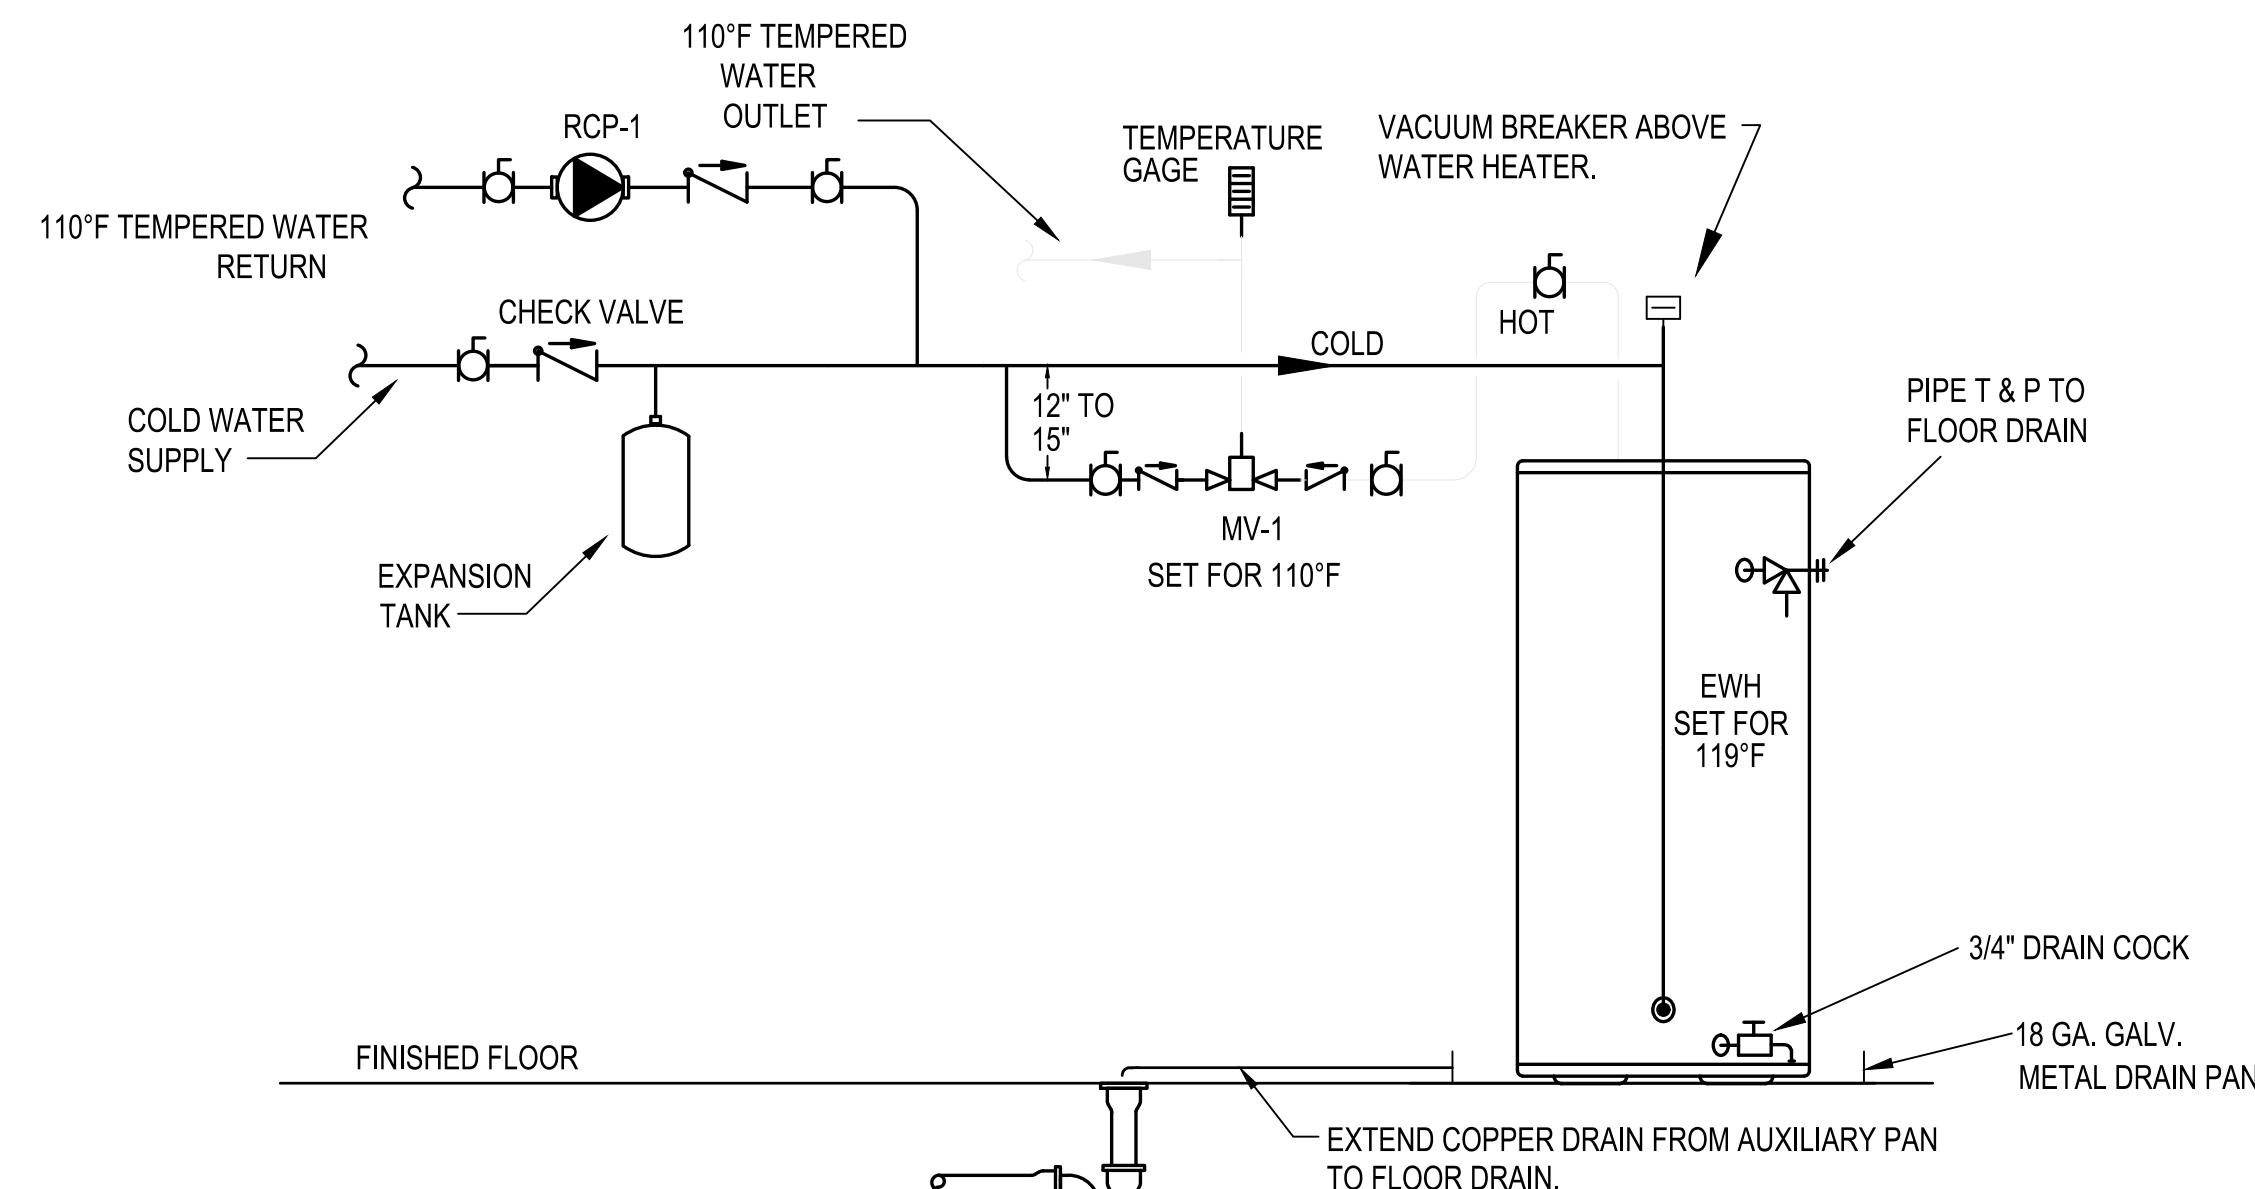 110°F TEMPERED
WATER
OUTLET
RCP-1
TEMPERATURE
GAGE
VACUUM BREAKER ABOVE
WATER HEATER.
110°F TEMPERED WATER
RETURN
CHECK VALVE
HOT
COLD
COLD WATER
SUPPLY
12" TO
15"
PIPE T & P TO
FLOOR DRAIN
MV-1
SET FOR 110°F
EXPANSION
TANK
EWH
SET FOR
119°F
3/4" DRAIN COCK
18 GA. GALV.
METAL DRAIN PAN
FINISHED FLOOR
EXTEND COPPER DRAIN FROM AUXILIARY PAN
TO FLOOR DRAIN.